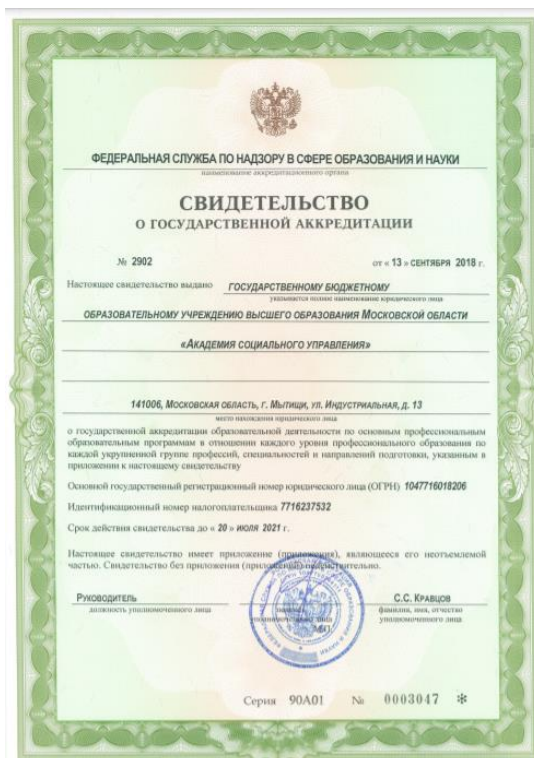 ФЕДЕРАЛЬНАЯ СЛУЖБА ПО НАДЗОРУ В СФЕРЕ ОБРАЗОВАНИЯ И НАУКИ
наименование аккредитационного органа
СВИДЕТЕЛЬСТВО
О ГОСУДАРСТВЕННОЙ АККРЕДИТАЦИИ
№ 2902 от « 13 » СЕНТЯБРЯ 2018 г.
Настоящее свидетельство выдано ГОСУДАРСТВЕННОМУ БЮДЖЕТНОМУ
указывается полное наименование юридического лица
ОБРАЗОВАТЕЛЬНОМУ УЧРЕЖДЕНИЮ ВЫСШЕГО ОБРАЗОВАНИЯ МОСКОВСКОЙ ОБЛАСТИ
«АКАДЕМИЯ СОЦИАЛЬНОГО УПРАВЛЕНИЯ»
141006, МОСКОВСКАЯ ОБЛАСТЬ, Г. МЫТИЩИ, УЛ. ИНДУСТРИАЛЬНАЯ, Д. 13
место нахождения юридического лица
о государственной аккредитации образовательной деятельности по основным профессиональным
образовательным программам в отношении каждого уровня профессионального образования по
каждой укрупненной группе профессий, специальностей и направлений подготовки, указанным в
приложении к настоящему свидетельству
Основной государственный регистрационный номер юридического лица (ОГРН) 1047716018206
Идентификационный номер налогоплательщика 7716237532
Срок действия свидетельства до « 20 » ИЮЛЯ 2021 г.
Настоящее свидетельство имеет приложение (приложения), являющееся его неотъемлемой
частью. Свидетельство без приложения (приложений) недействительно.
РУКОВОДИТЕЛЬ С.С. КРАВЦОВ
должность уполномоченного лица фамилия, имя, отчество
уполномоченного лица
Серия 90А01 № 0003047 *